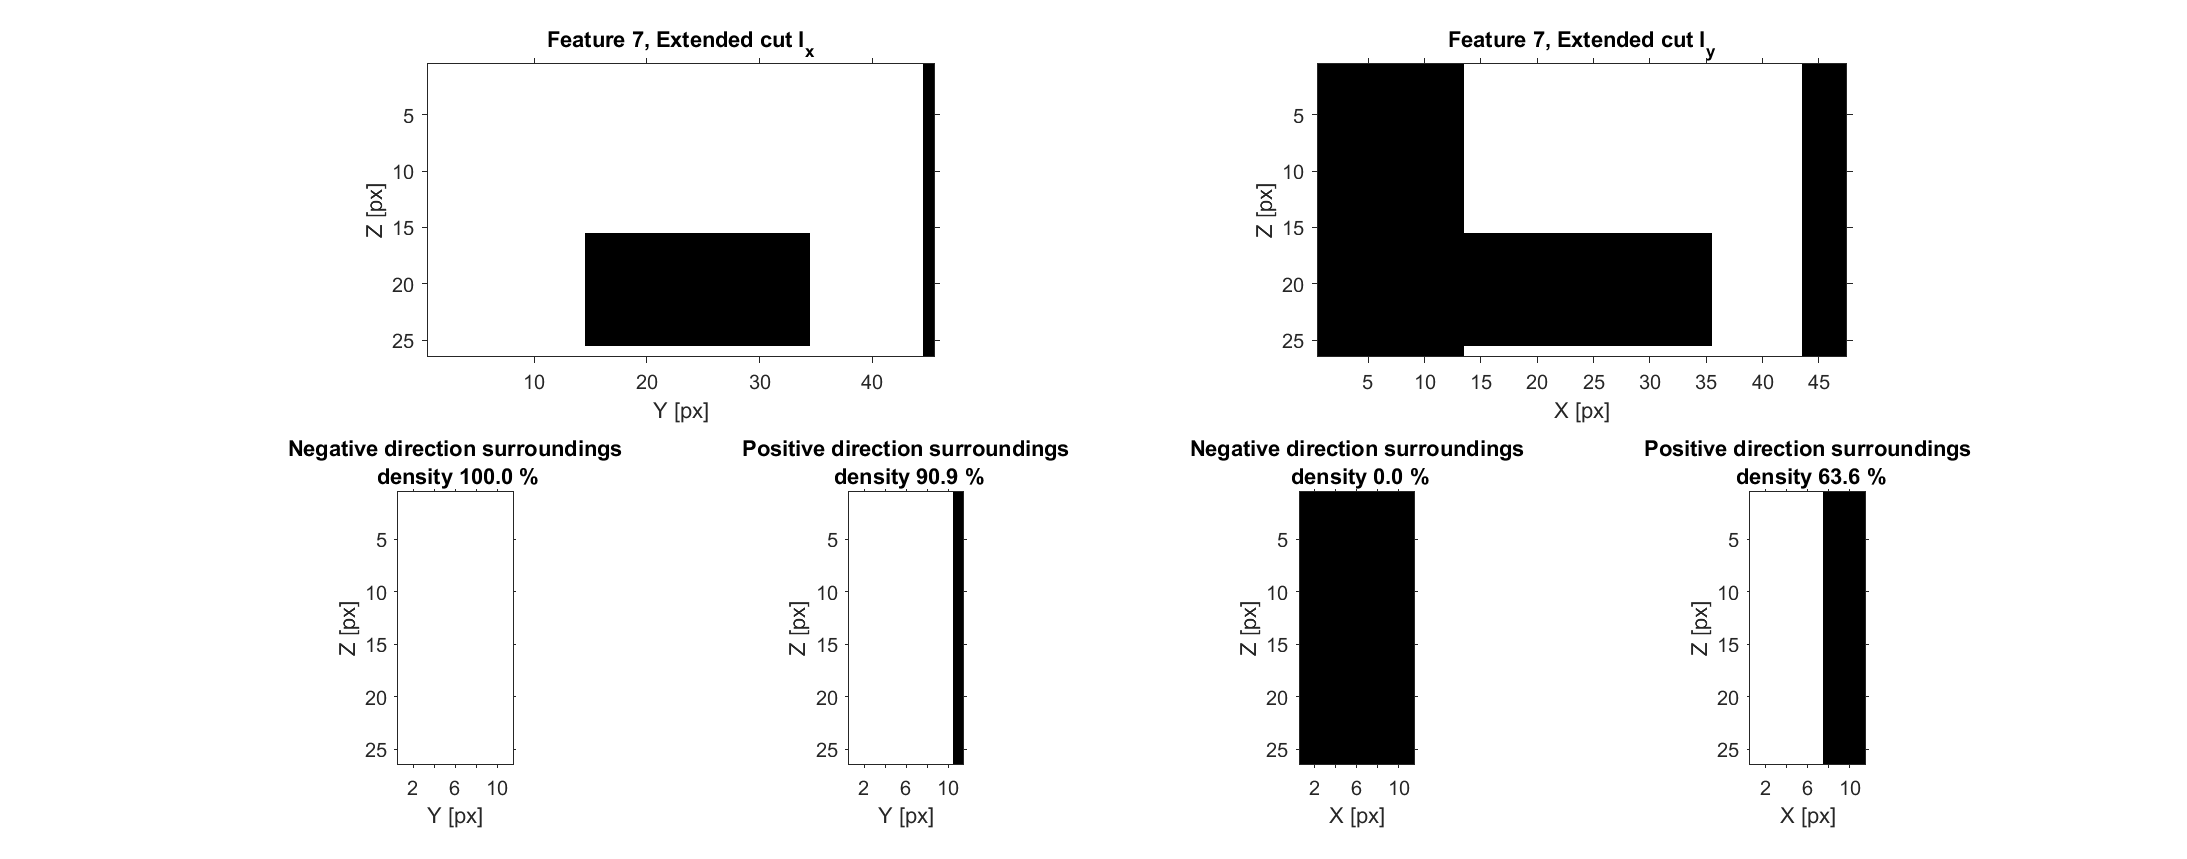 Feature 7, Extended cut I_x
5
10
15
20
25
Z [px]
10 20 30 40
Y [px]
Feature 7, Extended cut I_y
5
10
15
20
25
Z [px]
5 10 15 20 25 30 35 40 45
X [px]
Negative direction surroundings
density 100.0 %
5
10
15
20
25
Z [px]
2 6 10
Y [px]
Positive direction surroundings
density 90.9 %
5
10
15
20
25
Z [px]
2 6 10
Y [px]
Negative direction surroundings
density 0.0 %
5
10
15
20
25
Z [px]
2 6 10
X [px]
Positive direction surroundings
density 63.6 %
5
10
15
20
25
Z [px]
2 6 10
X [px]